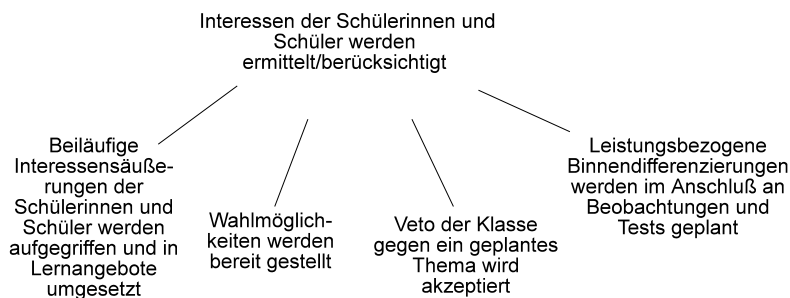 Interessen der Schülerinnen und
Schüler werden
ermittelt/berücksichtigt
Beiläufige
Interessensäuße-
rungen der
Schülerinnen und
Schüler werden
aufgegriffen und in
Lernangebote
umgesetzt
Wahlmöglich-
keiten werden
bereit gestellt
Veto der Klasse
gegen ein geplantes
Thema wird
akzeptiert
Leistungsbezogene
Binnendifferenzierungen
werden im Anschluß an
Beobachtungen und
Tests geplant